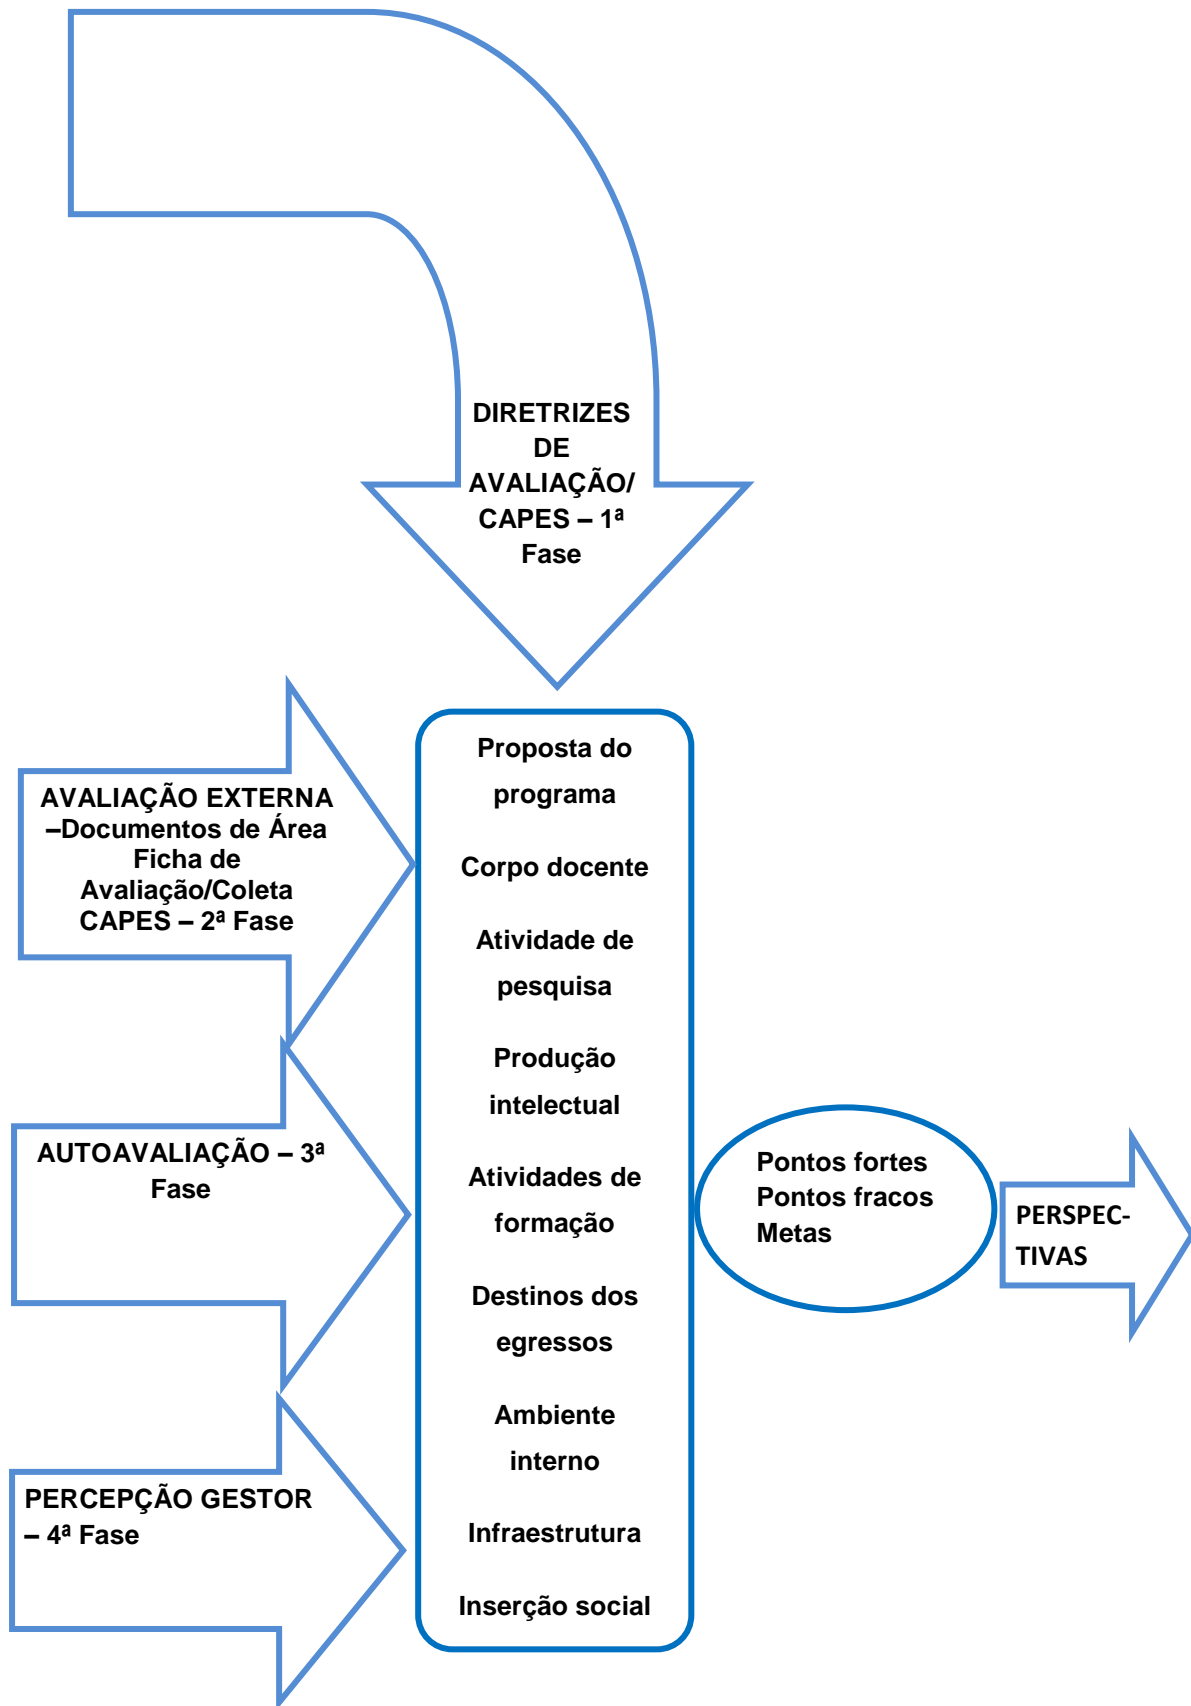 DIRETRIZES
DE
AVALIAÇÃO/
CAPES – 1ª
Fase
AVALIAÇÃO EXTERNA
–Documentos de Área
Ficha de
Avaliação/Coleta
CAPES – 2ª Fase
AUTOAVALIAÇÃO – 3ª
Fase
PERCEPÇÃO GESTOR
– 4ª Fase
Proposta do
programa
Corpo docente
Atividade de
pesquisa
Produção
intelectual
Atividades de
formação
Destinos dos
egressos
Ambiente
interno
Infraestrutura
Inserção social
Pontos fortes
Pontos fracos
Metas
PERSPEC-
TIVAS